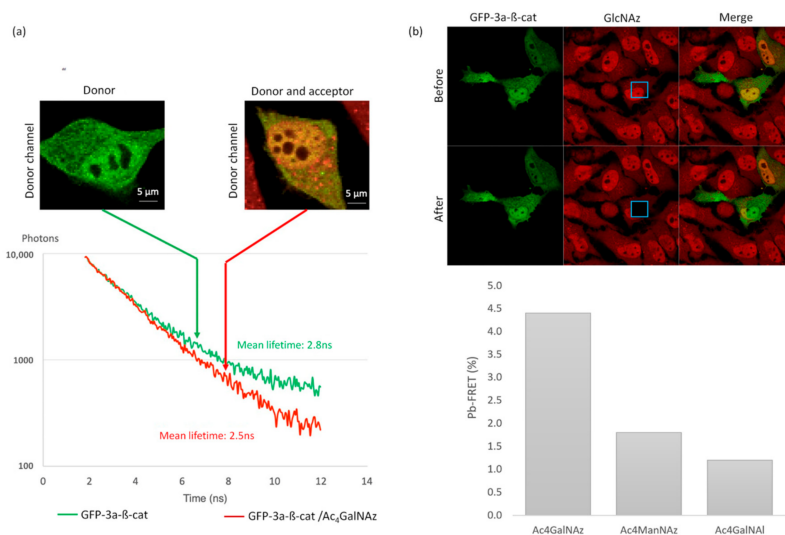 (a)
Donor
Donor and acceptor
Donor channel
5 µm
Donor channel
5 µm
Photons
10,000
1000
100
Mean lifetime: 2.8ns
Mean lifetime: 2.5ns
0 2 4 6 8 10 12 14
Time (ns)
GFP-3a-ß-cat
GFP-3a-ß-cat /Ac₄GalNAz
(b)
GFP-3a-ß-cat GlcNAz Merge
Before
After
Pb-FRET (%)
5.0
4.5
4.0
3.5
3.0
2.5
2.0
1.5
1.0
0.5
0.0
Ac4GalNAz Ac4ManNAz Ac4GalNAl